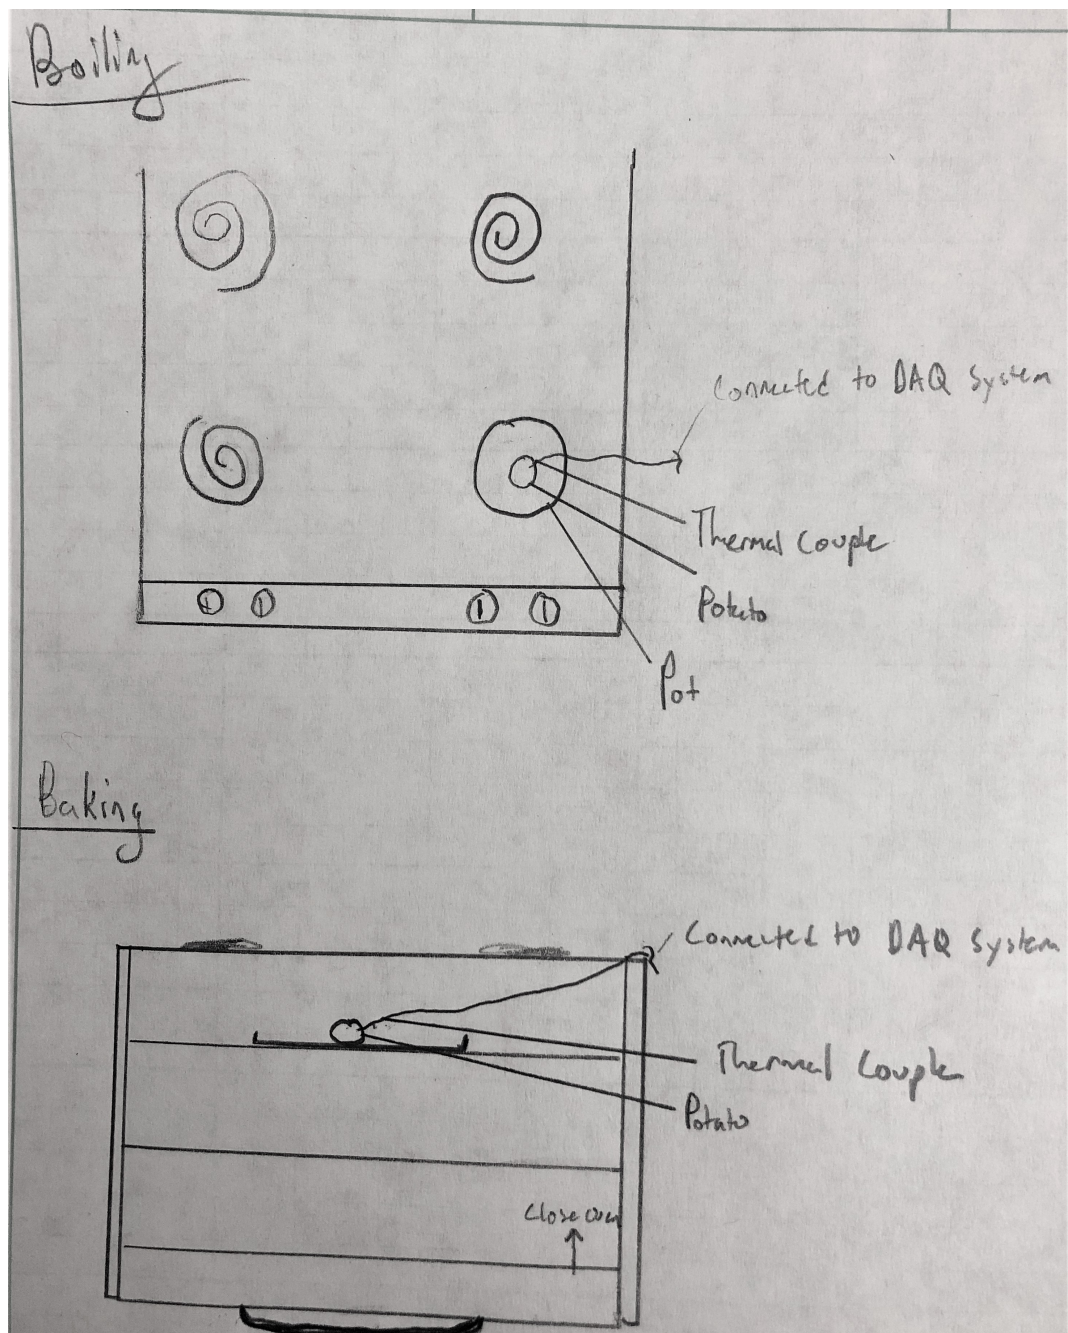 Boiling
Connected to DAQ System
Thermal Couple
Potato
Pot
Baking
Connected to DAQ System
Thermal Couple
Potato
Close oven